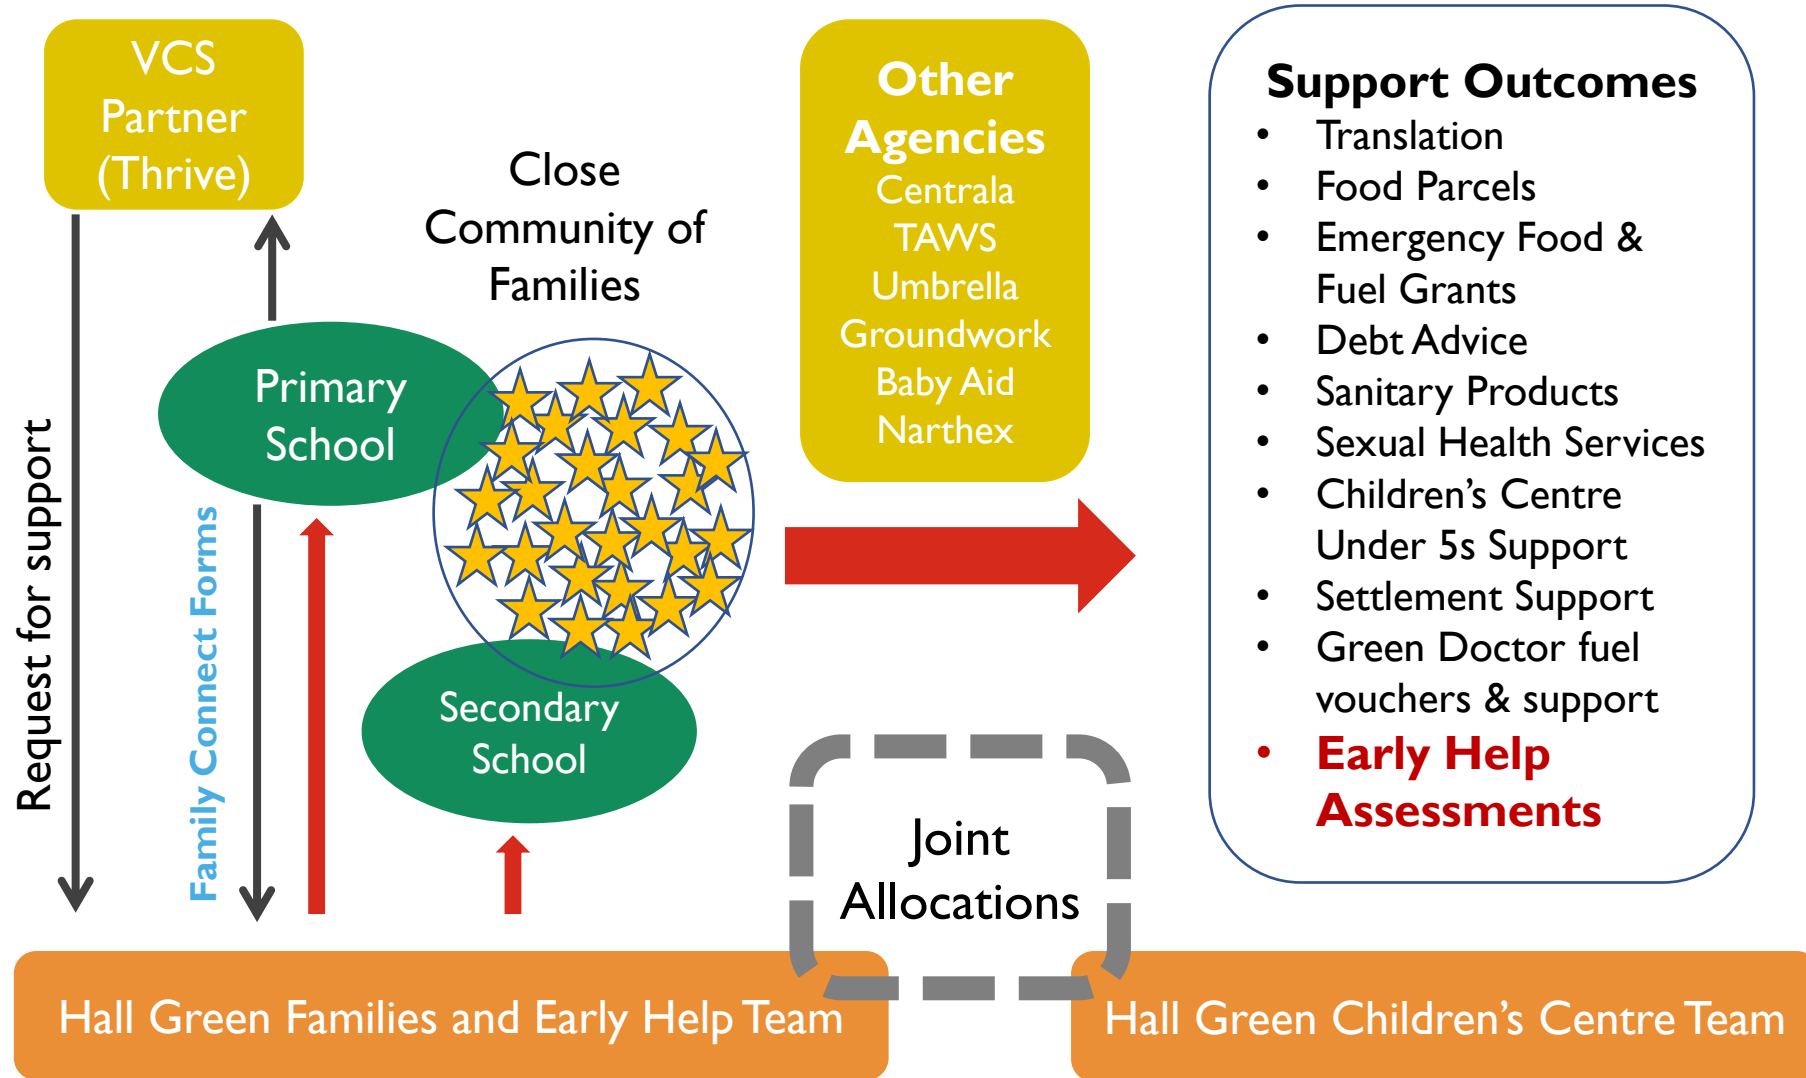 VCS
Partner
(Thrive)
Request for support
Family Connect Forms
Primary
School
Close
Community of
Families
Secondary
School
Other
Agencies
Centrala
TAWS
Umbrella
Groundwork
Baby Aid
Narthex
Joint
Allocations
Support Outcomes
• Translation
• Food Parcels
• Emergency Food &
Fuel Grants
• Debt Advice
• Sanitary Products
• Sexual Health Services
• Children’s Centre
Under 5s Support
• Settlement Support
• Green Doctor fuel
vouchers & support
• Early Help
Assessments
Hall Green Families and Early Help Team
Hall Green Children’s Centre Team